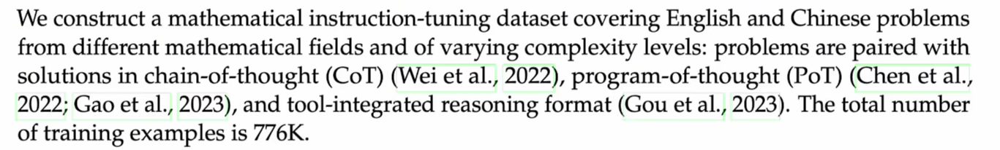 We construct a mathematical instruction-tuning dataset covering English and Chinese problems
from different mathematical fields and of varying complexity levels: problems are paired with
solutions in chain-of-thought (CoT) (Wei et al., 2022), program-of-thought (PoT) (Chen et al.,
2022; Gao et al., 2023), and tool-integrated reasoning format (Gou et al., 2023). The total number
of training examples is 776K.